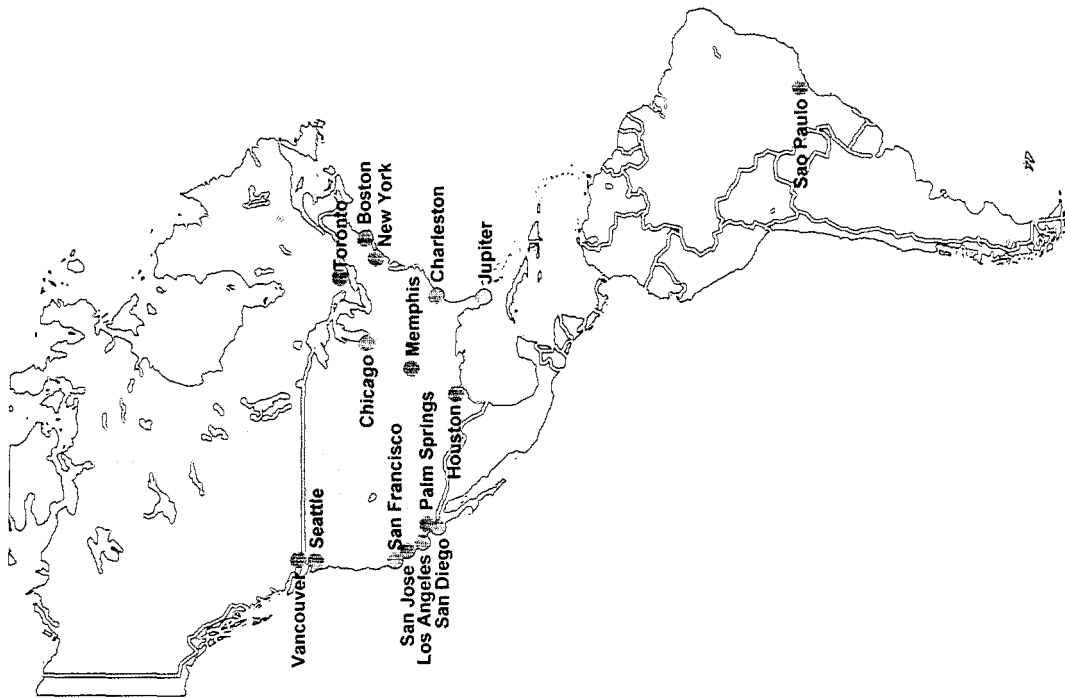 Vancouver
Seattle
San Francisco
San Jose
Los Angeles
Palm Springs
San Diego
Houston
Chicago
Memphis
Toronto
Boston
New York
Charleston
Jupiter
Sao Paulo